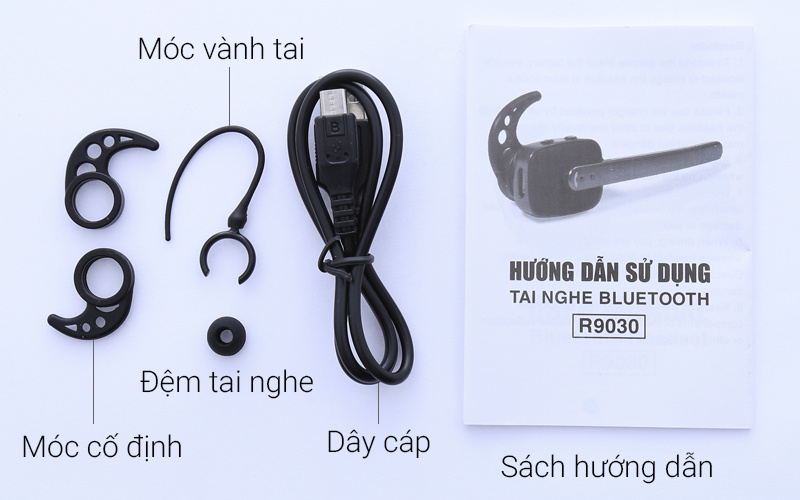 Móc vành tai
HƯỚNG DẪN SỬ DỤNG
TAI NGHE BLUETOOTH
R9030
Đệm tai nghe
Móc cố định
Dây cáp
Sách hướng dẫn